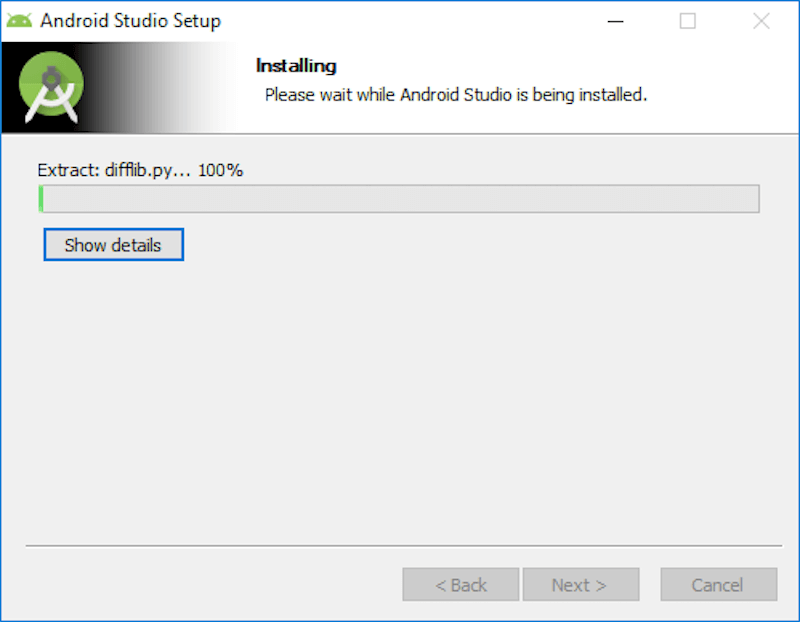 Android Studio Setup
Installing
Please wait while Android Studio is being installed.
Extract: difflib.py... 100%
Show details
< Back Next > Cancel